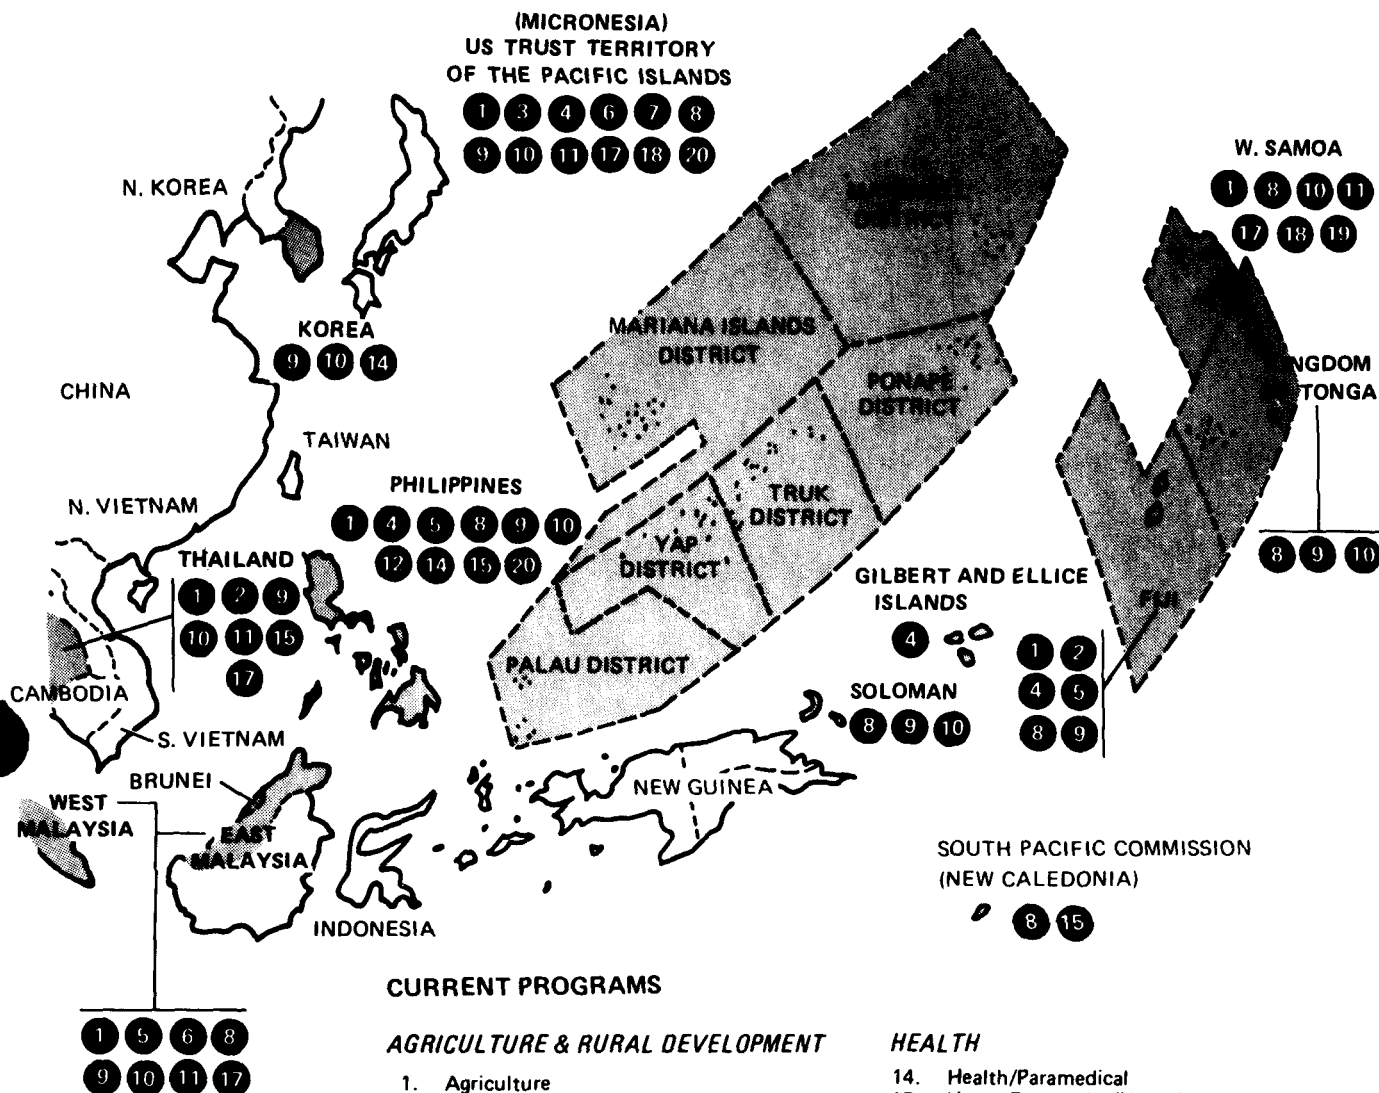 (MICRONESIA)
US TRUST TERRITORY
OF THE PACIFIC ISLANDS
1 3 4 6 7 8
9 10 11 17 18 20
W. SAMOA
1 8 10 11
17 18 19
N. KOREA
KOREA
9 10 14
CHINA
TAIWAN
MARIANA ISLANDS
DISTRICT
DISTRICT
PONAPE
DISTRICT
NGDOM
TONGA
8 9 10
N. VIETNAM
PHILIPPINES
1 4 5 8 9 10
12 14 15 20
TRUK
DISTRICT
YAP
DISTRICT
THAILAND
1 2 9
10 11 15
17
GILBERT AND ELLICE
ISLANDS
4
FIJI
1 2
4 5
8 9
PALAU DISTRICT
CAMBODIA
SOLOMAN
8 9 10
S. VIETNAM
BRUNEI
NEW GUINEA
WEST
MALAYSIA
EAST
MALAYSIA
INDONESIA
SOUTH PACIFIC COMMISSION
(NEW CALEDONIA)
8 15
1 5 6 8
9 10 11 17
CURRENT PROGRAMS
AGRICULTURE & RURAL DEVELOPMENT
1. Agriculture
HEALTH
14. Health/Paramedical